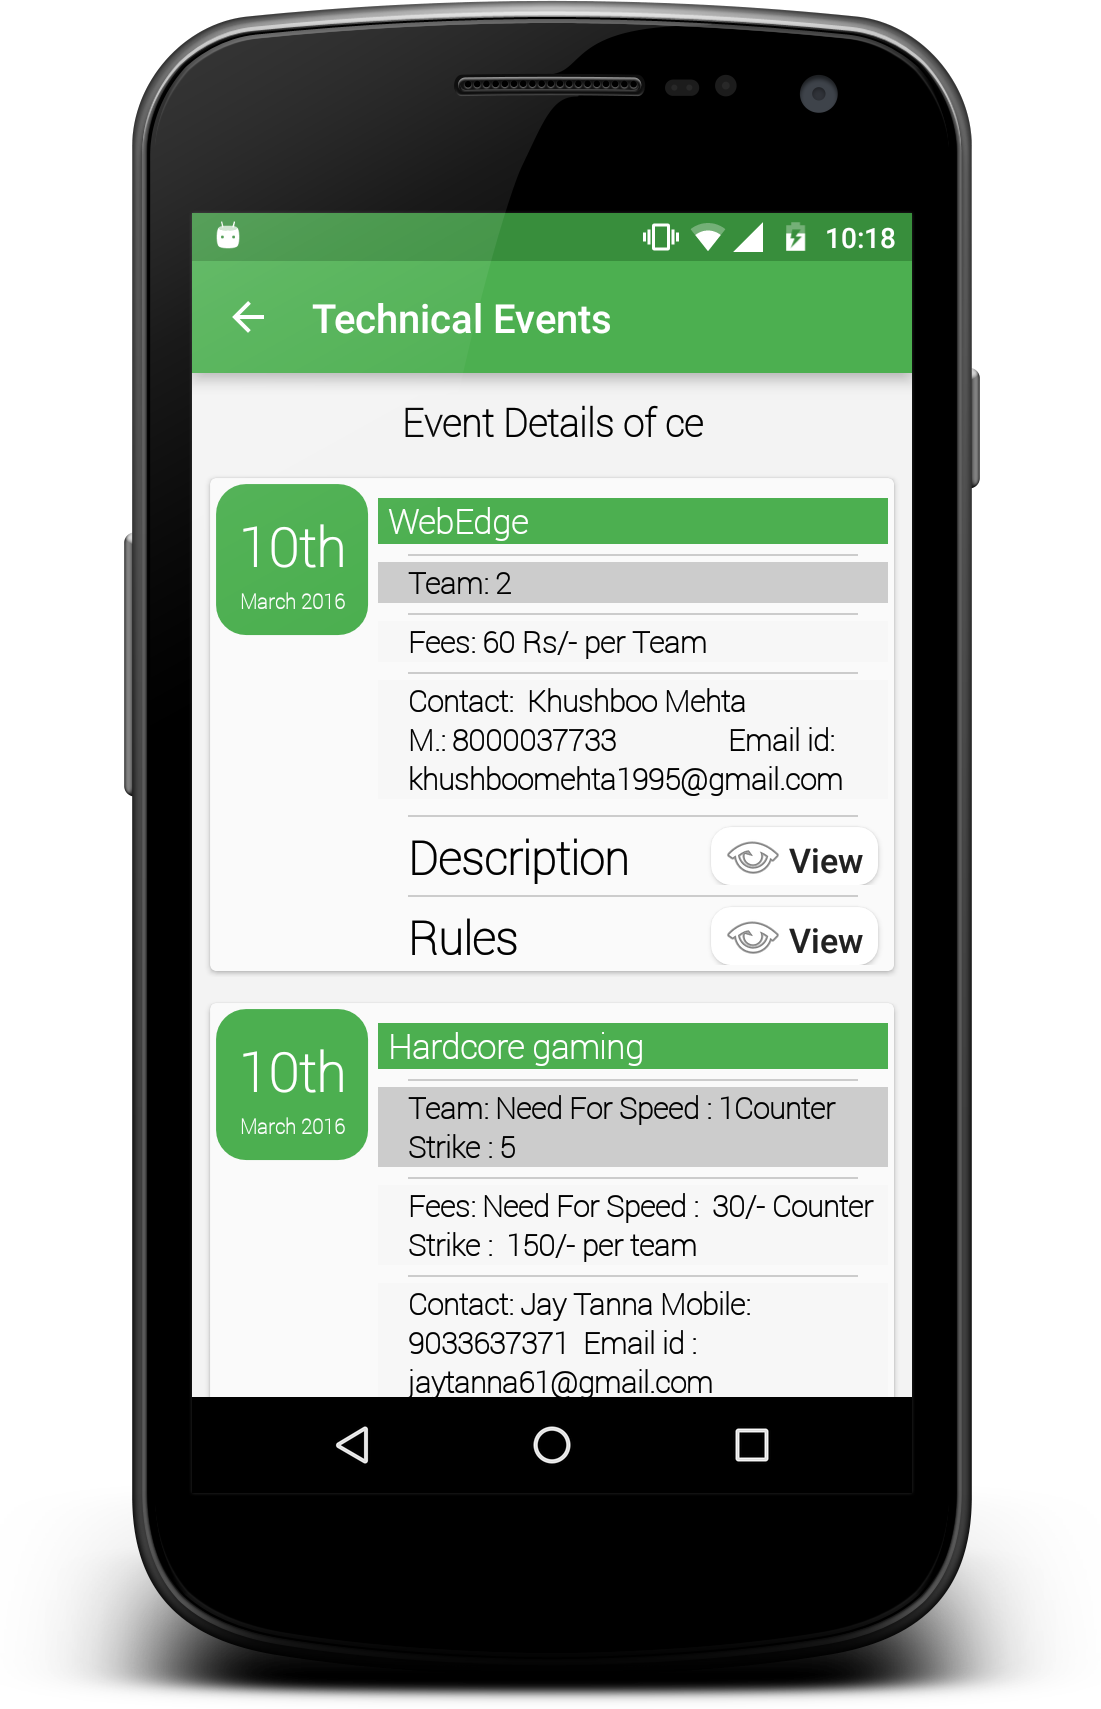 10:18
Technical Events
Event Details of ce
10th
March 2016
WebEdge
Team: 2
Fees: 60 Rs/- per Team
Contact:  Khushboo Mehta
M.: 8000037733 Email id:
khushboomehta1995@gmail.com
Description View
Rules View
10th
March 2016
Hardcore gaming
Team: Need For Speed : 1Counter
Strike : 5
Fees: Need For Speed :  30/- Counter
Strike :  150/- per team
Contact: Jay Tanna Mobile:
9033637371  Email id :
jaytanna61@gmail.com